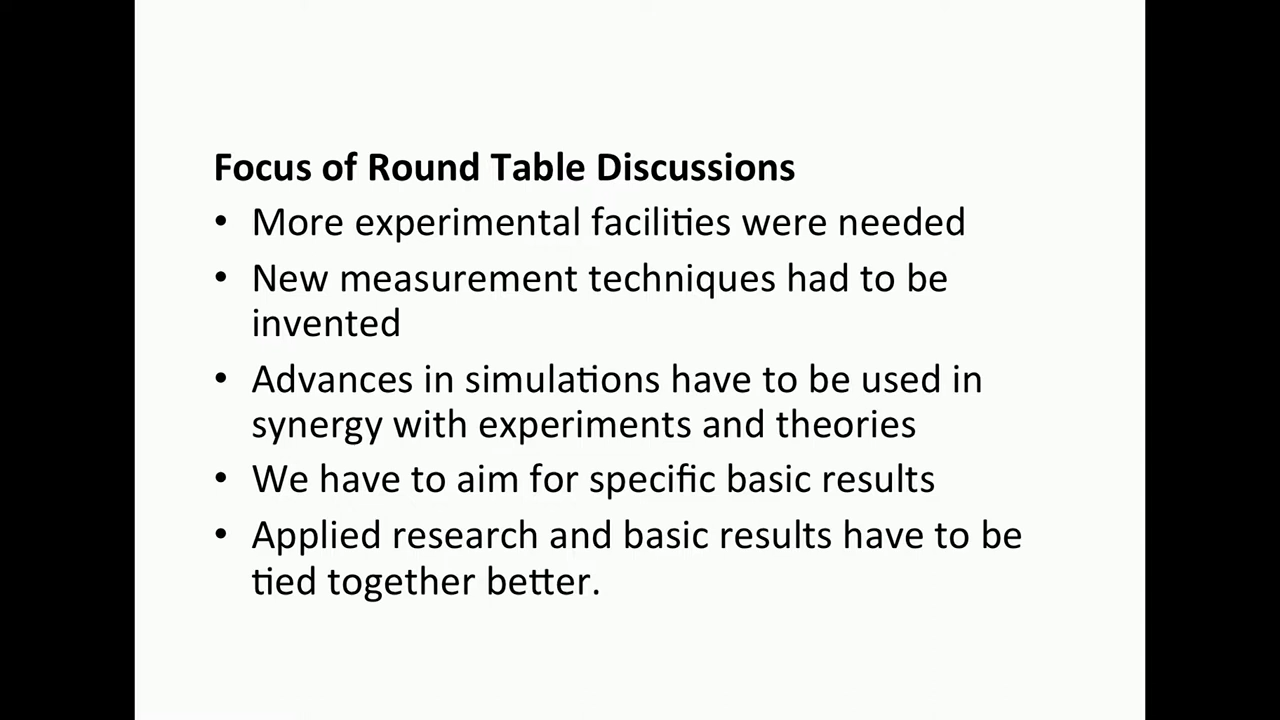 Focus of Round Table Discussions
• More experimental facilities were needed
• New measurement techniques had to be
invented
• Advances in simulations have to be used in
synergy with experiments and theories
• We have to aim for specific basic results
• Applied research and basic results have to be
tied together better.